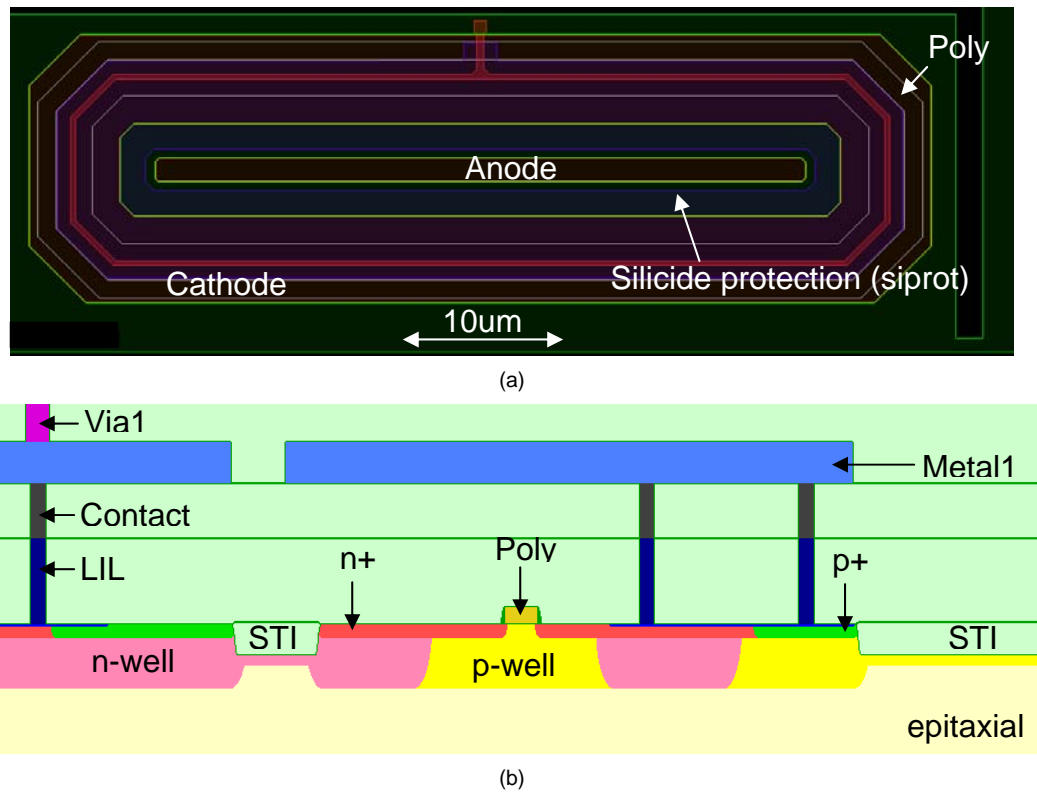 Poly
Anode
Silicide protection (siprot)
Cathode
10um
(a)
Via1
Metal1
Contact
Poly
n+
p+
LIL
STI
STI
n-well
p-well
epitaxial
(b)